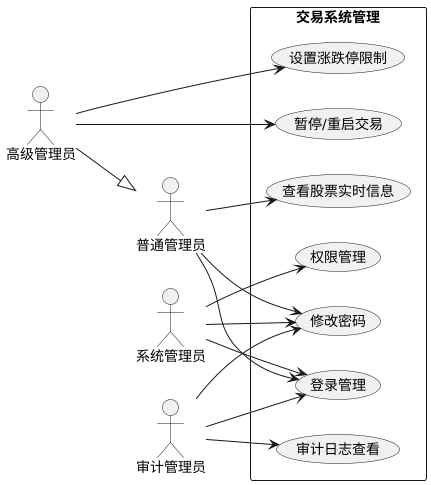 交易系统管理
设置涨跌停限制
暂停/重启交易
高级管理员
查看股票实时信息
普通管理员
权限管理
修改密码
系统管理员
登录管理
审计日志查看
审计管理员